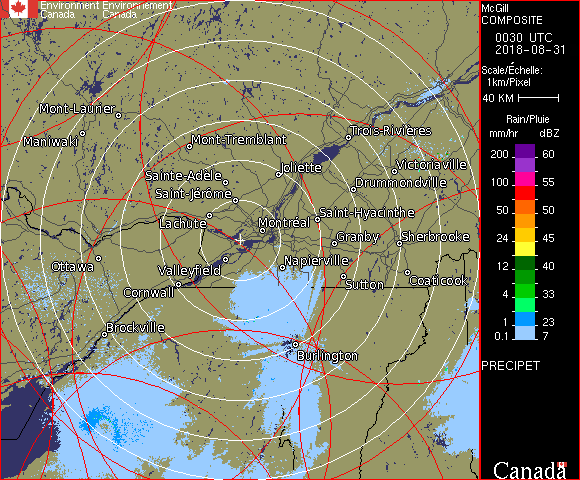 Environment Environnement
Canada Canada
McGill
COMPOSITE
0030 UTC
2018-08-31
Scale/Échelle:
1km/Pixel
40 KM
Rain/Pluie
mm/hr dBZ
200 60
100 55
50 50
24 45
12 40
4 33
1 23
0.1 7
PRECIPET
Canada
Mont-Laurier
Maniwaki
Mont-Tremblant
Trois-Rivières
Joliette
Victoriaville
Sainte-Adèle
Drummondville
Saint-Jérôme
Lachute
Saint-Hyacinthe
Montréal
Granby
Sherbrooke
Ottawa
Valleyfield
Napierville
Cornwall
Sutton
Coaticook
Brockville
Burlington